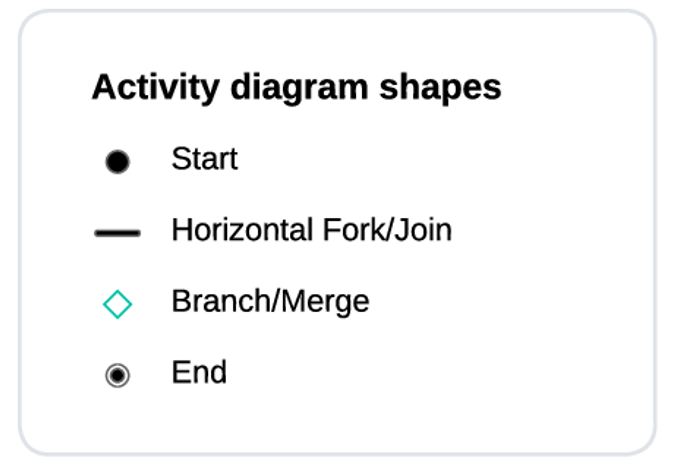 Activity diagram shapes
Start
Horizontal Fork/Join
Branch/Merge
End